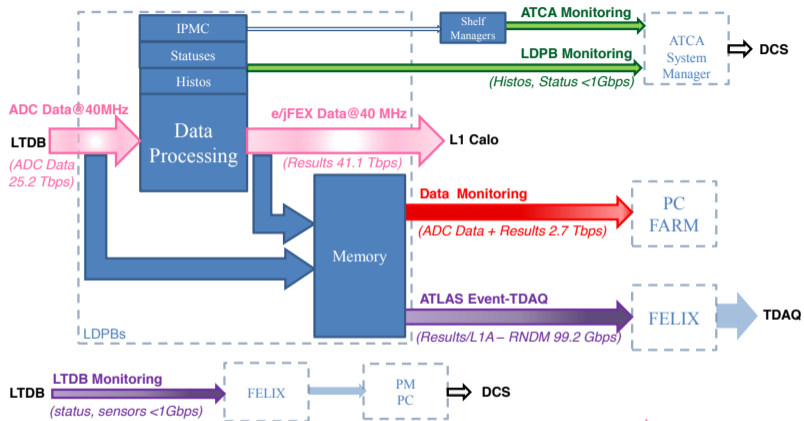 IPMC
Statuses
Histos
Data
Processing
Shelf
Managers
ATCA Monitoring
LDPB Monitoring
(Histos, Status <1Gbps)
ATCA
System
Manager
DCS
ADC Data@40MHz
LTDB
(ADC Data
25.2 Tbps)
e/jFEX Data@40 MHz
(Results 41.1 Tbps)
L1 Calo
Memory
Data Monitoring
(ADC Data + Results 2.7 Tbps)
PC
FARM
ATLAS Event-TDAQ
(Results/L1A – RNDM 99.2 Gbps)
FELIX
TDAQ
LDPBs
LTDB
LTDB Monitoring
(status, sensors <1Gbps)
FELIX
PM
PC
DCS